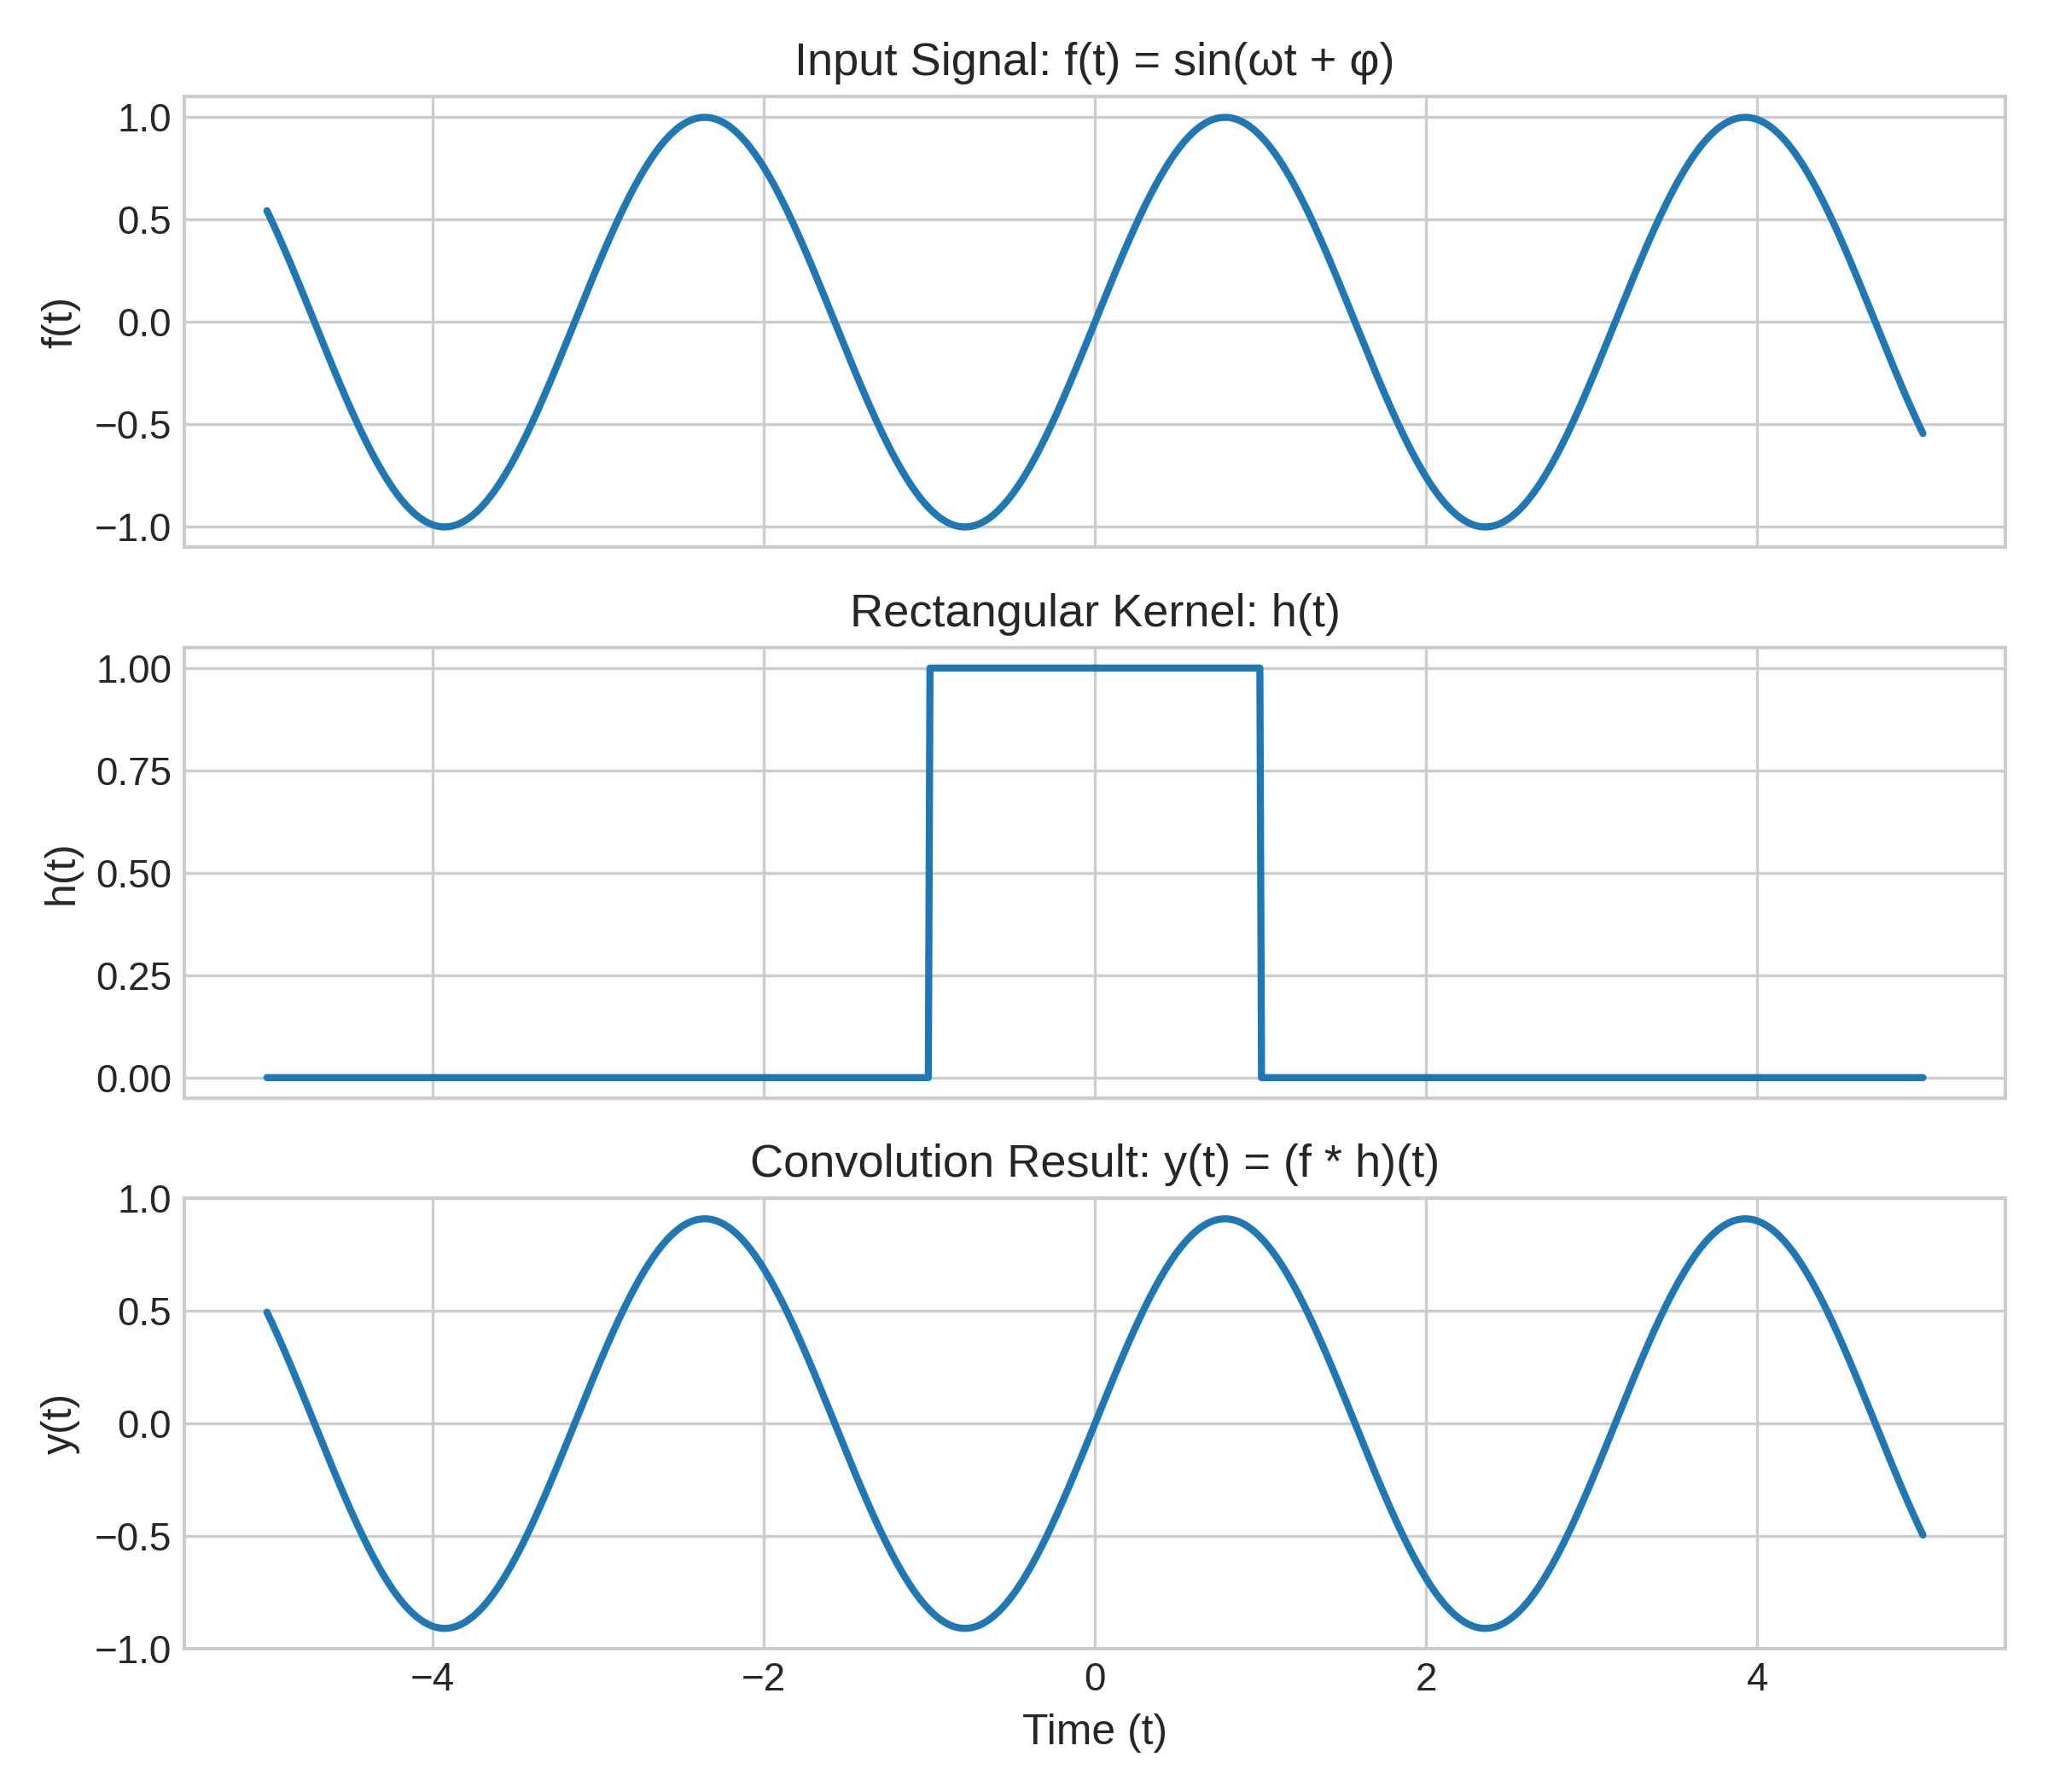 Input Signal: f(t) = sin(ωt + φ)
1.0
0.5
0.0
−0.5
−1.0
f(t)
Rectangular Kernel: h(t)
1.00
0.75
0.50
0.25
0.00
h(t)
Convolution Result: y(t) = (f * h)(t)
1.0
0.5
0.0
−0.5
−1.0
y(t)
−4 −2 0 2 4
Time (t)